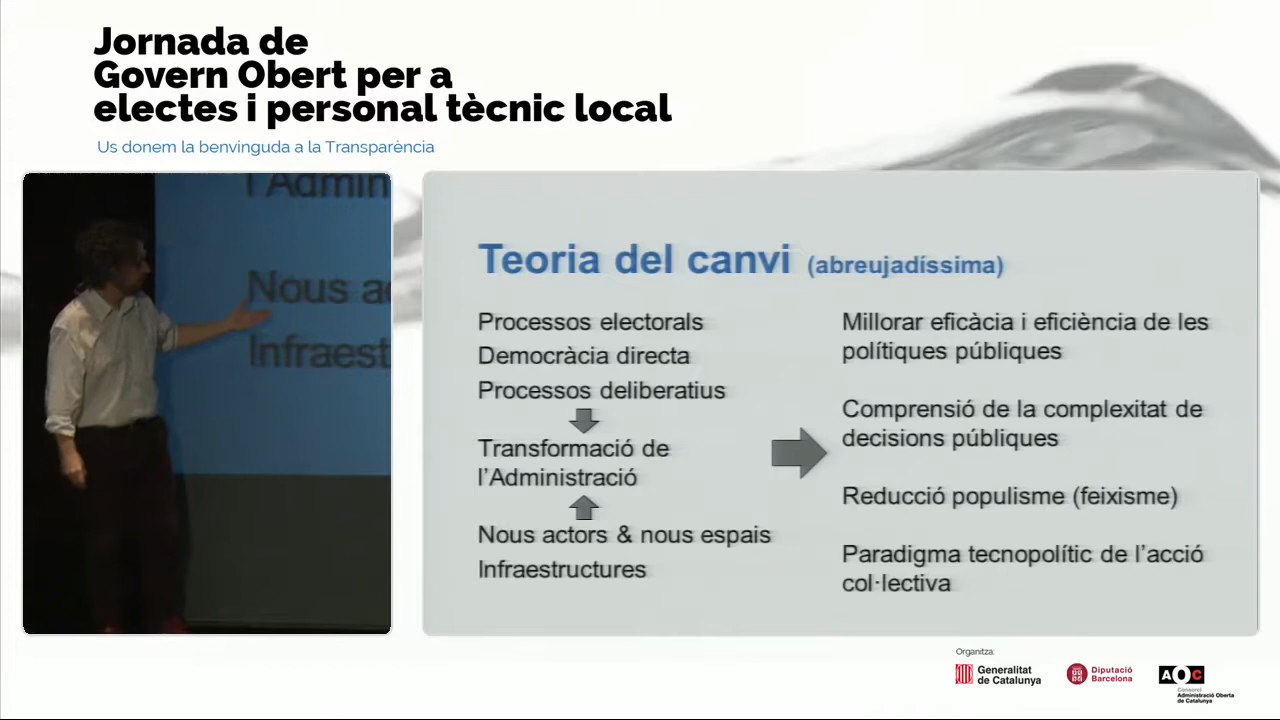 Jornada de
Govern Obert per a
electes i personal tècnic local
Us donem la benvinguda a la Transparència
l'Admin
Nous
Infraest
Teoria del canvi (abreujadíssima)
Processos electorals
Democràcia directa
Processos deliberatius
Transformació de
l'Administració
Nous actors & nous espais
Infraestructures
Millorar eficàcia i eficiència de les
polítiques públiques
Comprensió de la complexitat de
decisions públiques
Reducció populisme (feixisme)
Paradigma tecnopolític de l'acció
col·lectiva
Organitza:
Generalitat
de Catalunya
Diputació
Barcelona
AOC
Consorci
Administració Oberta
de Catalunya